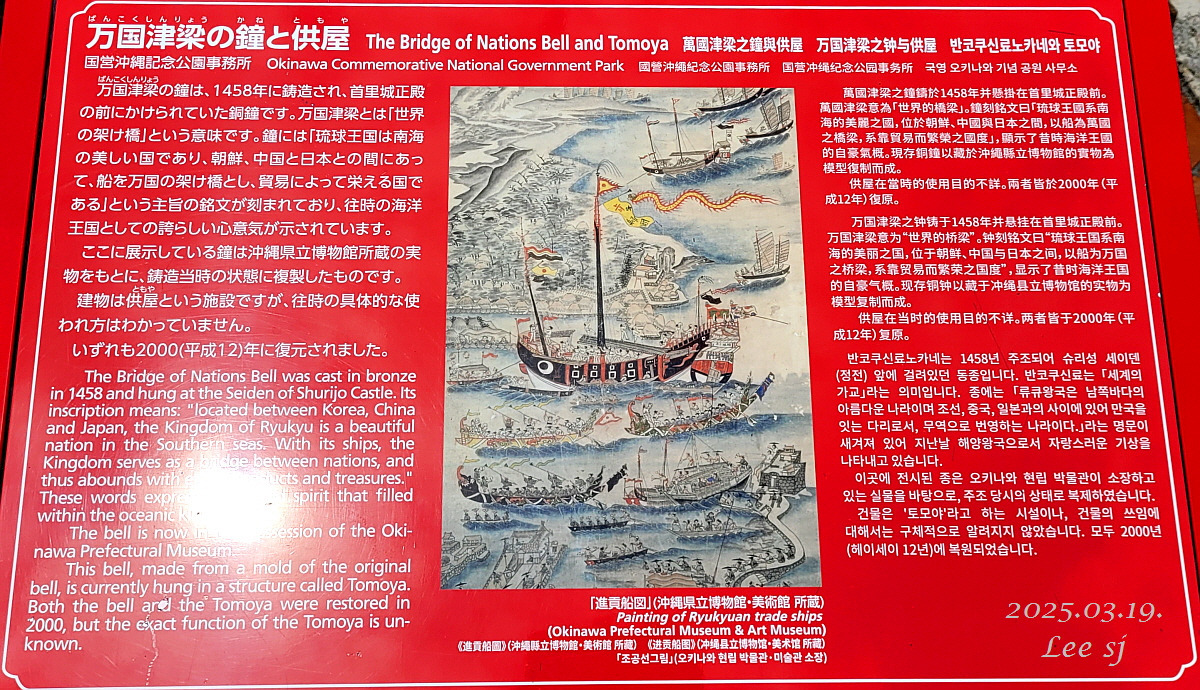 ばんこくしんりょう かね ともや
万国津梁の鐘と供屋 The Bridge of Nations Bell and Tomoya 萬國津梁之鐘與供屋 万国津梁之钟与供屋 반코쿠신료노카네와 토모야
国営沖縄記念公園事務所 Okinawa Commemorative National Government Park 國營沖繩紀念公園事務所 国营冲绳纪念公园事务所 국영 오키나와 기념 공원 사무소
ばんこくしんりょう
万国津梁の鐘は、1458年に鋳造され、首里城正殿
の前にかけられていた銅鐘です。万国津梁とは「世界
の架け橋」という意味です。鐘には「琉球王国は南海
の美しい国であり、朝鮮、中国と日本との間にあっ
て、船を万国の架け橋とし、貿易によって栄える国で
ある」という主旨の銘文が刻まれており、往時の海洋
王国としての誇らしい心意気が示されています。
ここに展示している鐘は沖縄県立博物館所蔵の実
物をもとに、鋳造当時の状態に複製したものです。
ともや
建物は供屋という施設ですが、往時の具体的な使
われ方はわかっていません。
いずれも2000(平成12)年に復元されました。
The Bridge of Nations Bell was cast in bronze
in 1458 and hung at the Seiden of Shurijo Castle. Its
inscription means: "located between Korea, China
and Japan, the Kingdom of Ryukyu is a beautiful
nation in the Southern seas. With its ships, the
Kingdom serves as a bridge between nations, and
thus abounds with and treasures."
These words spirit that filled
within the oceanic
The bell is now in of the Oki-
nawa Prefectural Museum.
This bell, made from a mold of the original
bell, is currently hung in a structure called Tomoya.
Both the bell and the Tomoya were restored in
2000, but the exact function of the Tomoya is un-
known.
「進貢船図」(沖縄県立博物館・美術館 所蔵)
Painting of Ryukyuan trade ships
(Okinawa Prefectural Museum & Art Museum)
《進貢船圖》(沖繩縣立博物館・美術館 所藏) 《进贡船图》(冲绳县立博物馆・美术馆 所藏)
「조공선그림」(오키나와 현립 박물관・미술관 소장)
萬國津梁之鐘鑄於1458年并懸掛在首里城正殿前。
萬國津梁意為「世界的橋梁」。鐘刻銘文曰「琉球王國系南
海的美麗之國，位於朝鮮、中國與日本之間，以船為萬國
之橋梁，系靠貿易而繁榮之國度」，顯示了昔時海洋王國
的自豪氣概。現存銅鐘以藏於沖繩縣立博物館的實物為
模型復制而成。
供屋在當時的使用目的不詳。兩者皆於2000年（平
成12年）復原。
万国津梁之钟铸于1458年并悬挂在首里城正殿前。
万国津梁意为“世界的桥梁”。钟刻铭文曰“琉球王国系南
海的美丽之国，位于朝鲜、中国与日本之间，以船为万国
之桥梁，系靠贸易而繁荣之国度”，显示了昔时海洋王国
的自豪气概。现存铜钟以藏于冲绳县立博物馆的实物为
模型复制而成。
供屋在当时的使用目的不详。两者皆于2000年（平
成12年）复原。
반코쿠신료노카네는 1458년 주조되어 슈리성 세이덴
(정전) 앞에 걸려있던 동종입니다. 반코쿠신료는 「세계의
가교」라는 의미입니다. 종에는 「류큐왕국은 남쪽바다의
아름다운 나라이며 조선, 중국, 일본과의 사이에 있어 만국을
잇는 다리로서, 무역으로 번영하는 나라이다.」라는 명문이
새겨져 있어 지난날 해양왕국으로서 자랑스러운 기상을
나타내고 있습니다.
이곳에 전시된 종은 오키나와 현립 박물관이 소장하고
있는 실물을 바탕으로, 주조 당시의 상태로 복제하였습니다.
건물은 '토모야'라고 하는 시설이나, 건물의 쓰임에
대해서는 구체적으로 알려지지 않았습니다. 모두 2000년
(헤이세이 12년)에 복원되었습니다.
2025.03.19.
Lee sj